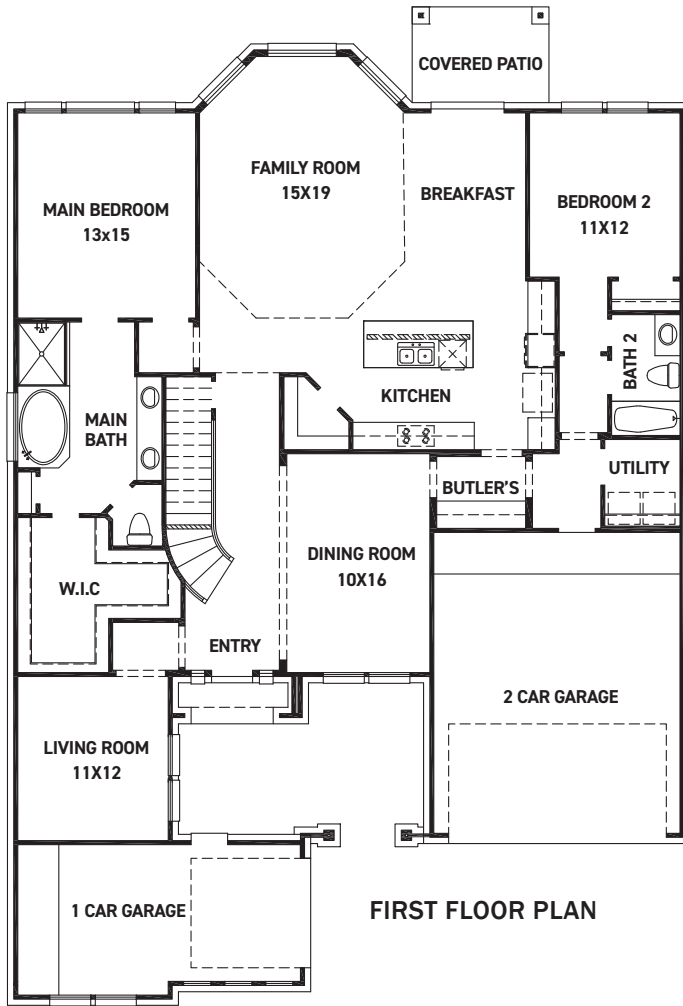 COVERED PATIO
FAMILY ROOM
15X19
BREAKFAST
MAIN BEDROOM
13x15
BEDROOM 2
11X12
BATH 2
KITCHEN
MAIN
BATH
UTILITY
BUTLER'S
DINING ROOM
10X16
W.I.C
ENTRY
2 CAR GARAGE
LIVING ROOM
11X12
1 CAR GARAGE
FIRST FLOOR PLAN